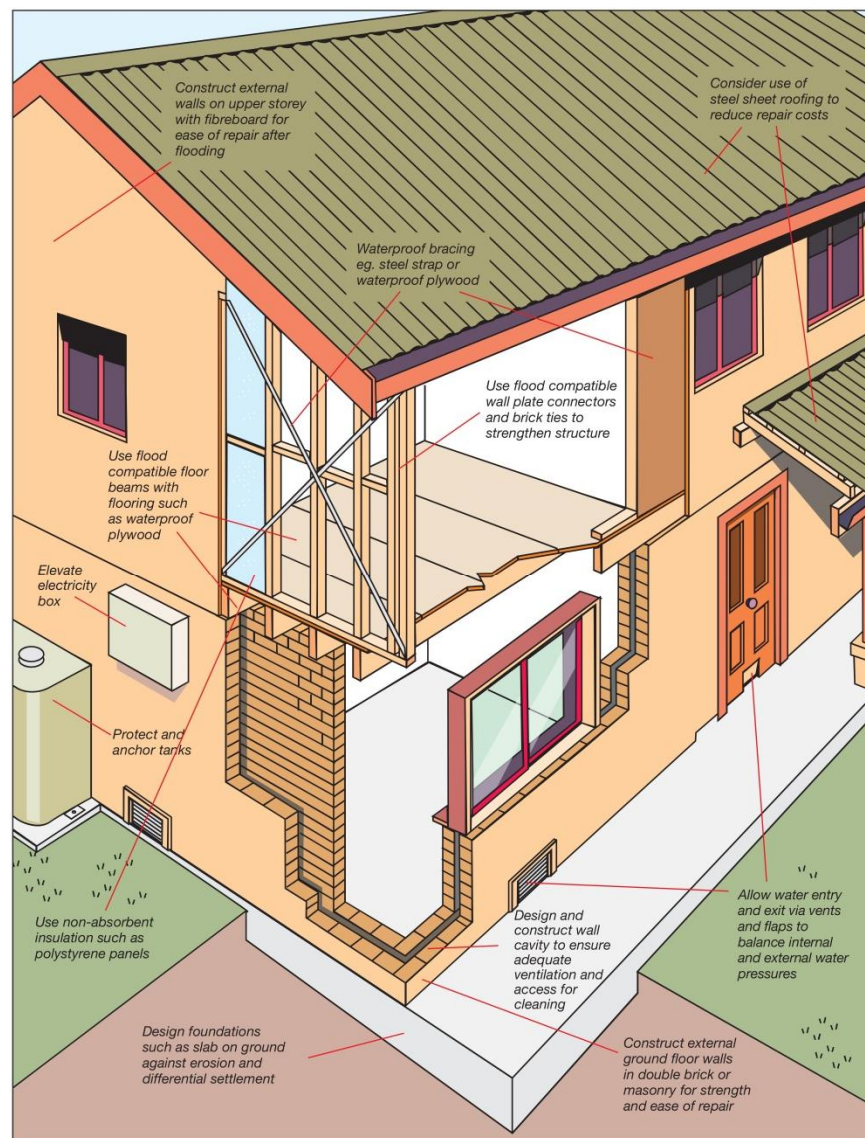 Construct external
walls on upper storey
with fibreboard for
ease of repair after
flooding
Consider use of
steel sheet roofing to
reduce repair costs
Waterproof bracing
eg. steel strap or
waterproof plywood
Use flood compatible
wall plate connectors
and brick ties to
strengthen structure
Use flood
compatible floor
beams with
flooring such
as waterproof
plywood
Elevate
electricity
box
Protect and
anchor tanks
Use non-absorbent
insulation such as
polystyrene panels
Design and
construct wall
cavity to ensure
adequate
ventilation and
access for
cleaning
Allow water entry
and exit via vents
and flaps to
balance internal
and external water
pressures
Design foundations
such as slab on ground
against erosion and
differential settlement
Construct external
ground floor walls
in double brick or
masonry for strength
and ease of repair